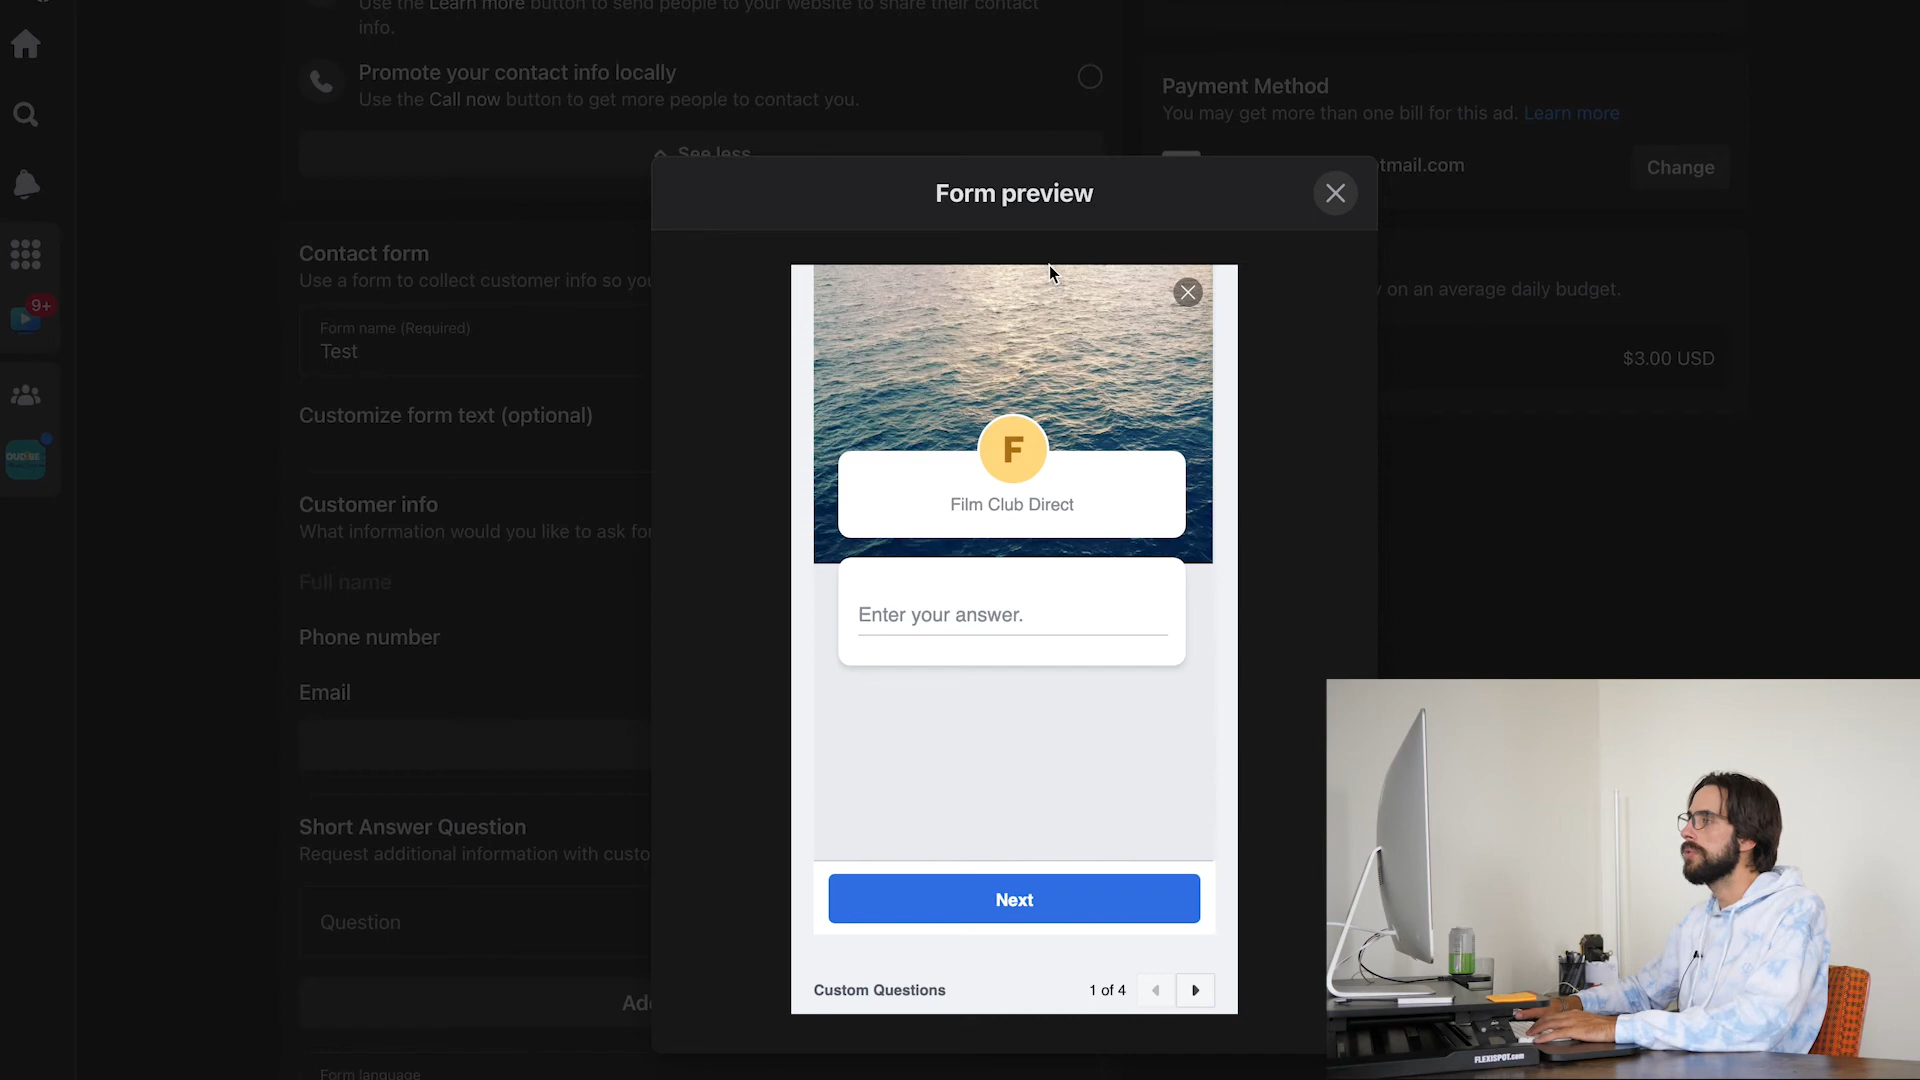 Use the Learn more button to send people to your website to share their contact
info.
Promote your contact info locally
Use the Call now button to get more people to contact you.
See less
Payment Method
You may get more than one bill for this ad. Learn more
tmail.com
Change
Form preview
Contact form
Use a form to collect customer info so you
on an average daily budget.
9+
Form name (Required)
Test
$3.00 USD
Customize form text (optional)
F
Film Club Direct
Customer info
What information would you like to ask for
Full name
Enter your answer.
Phone number
Email
Short Answer Question
Request additional information with custo
Question
Next
Custom Questions
1 of 4
Form language
FLEXISPOT.com